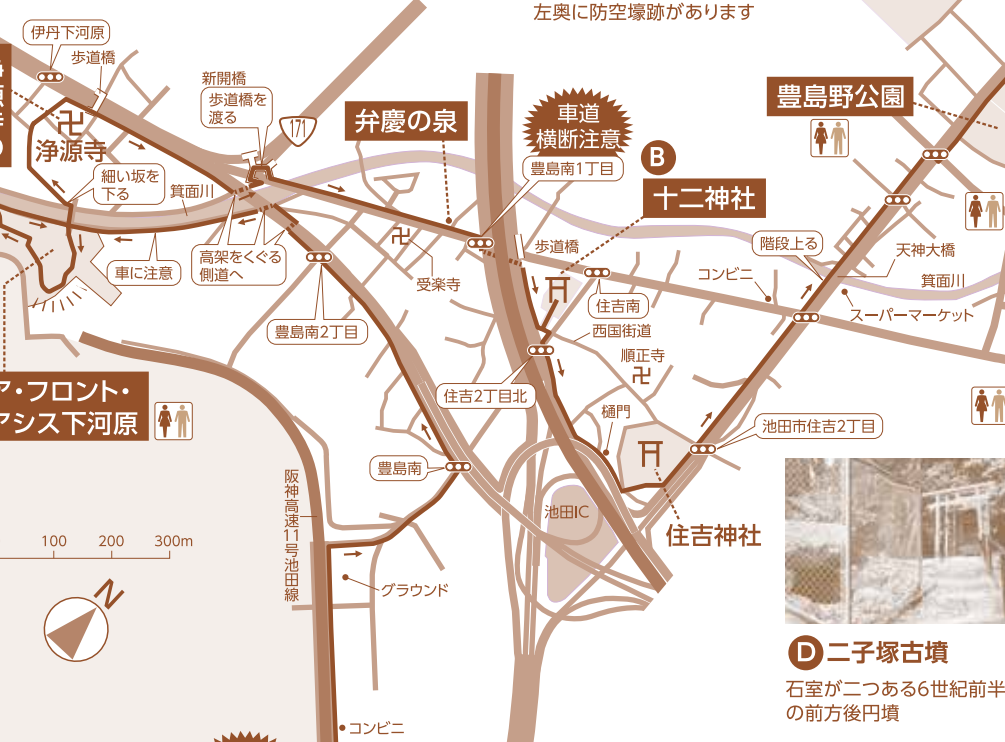 左奥に防空壕跡があります
伊丹下河原
歩道橋
新開橋
歩道橋を
渡る
171
弁慶の泉
車道
横断注意
豊島南1丁目
B
十二神社
豊島野公園
浄源寺
細い坂を
下る
箕面川
車に注意
高架をくぐる
側道へ
受楽寺
歩道橋
階段上る
天神大橋
箕面川
コンビニ
スーパーマーケット
住吉南
西国街道
順正寺
豊島南2丁目
住吉2丁目北
樋門
池田市住吉2丁目
ア・フロント・
アシス下河原
豊島南
阪神高速11号池田線
池田IC
住吉神社
100 200 300m
N
グラウンド
コンビニ
D 二子塚古墳
石室が二つある6世紀前半
の前方後円墳